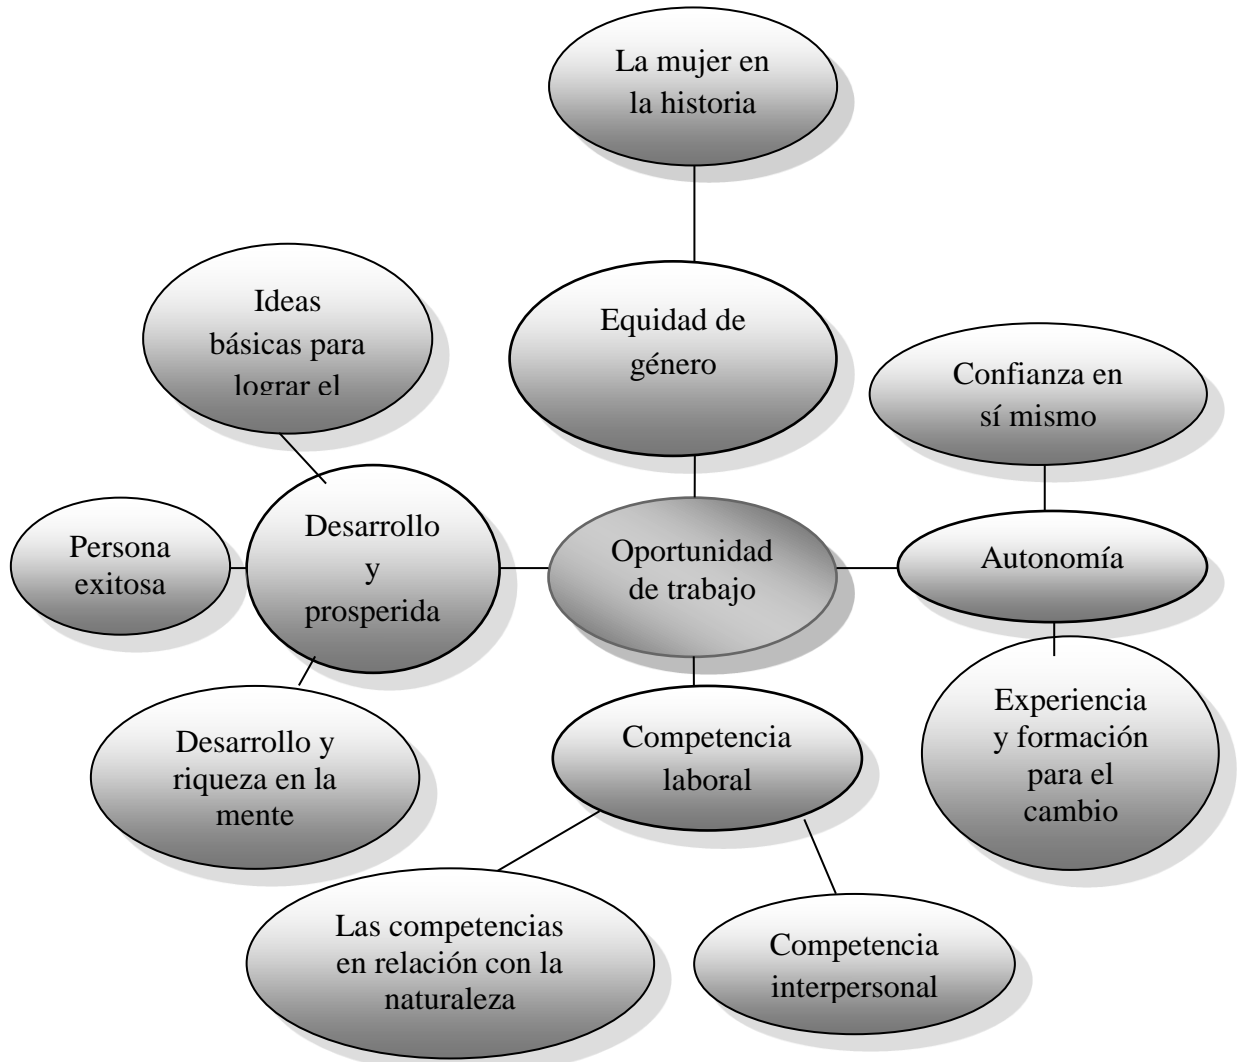 La mujer en
la historia
Ideas
básicas para
lograr el
Equidad de
género
Confianza en
sí mismo
Persona
exitosa
Desarrollo
y
prosperida
Oportunidad
de trabajo
Autonomía
Desarrollo y
riqueza en la
mente
Competencia
laboral
Experiencia
y formación
para el
cambio
Las competencias
en relación con la
naturaleza
Competencia
interpersonal